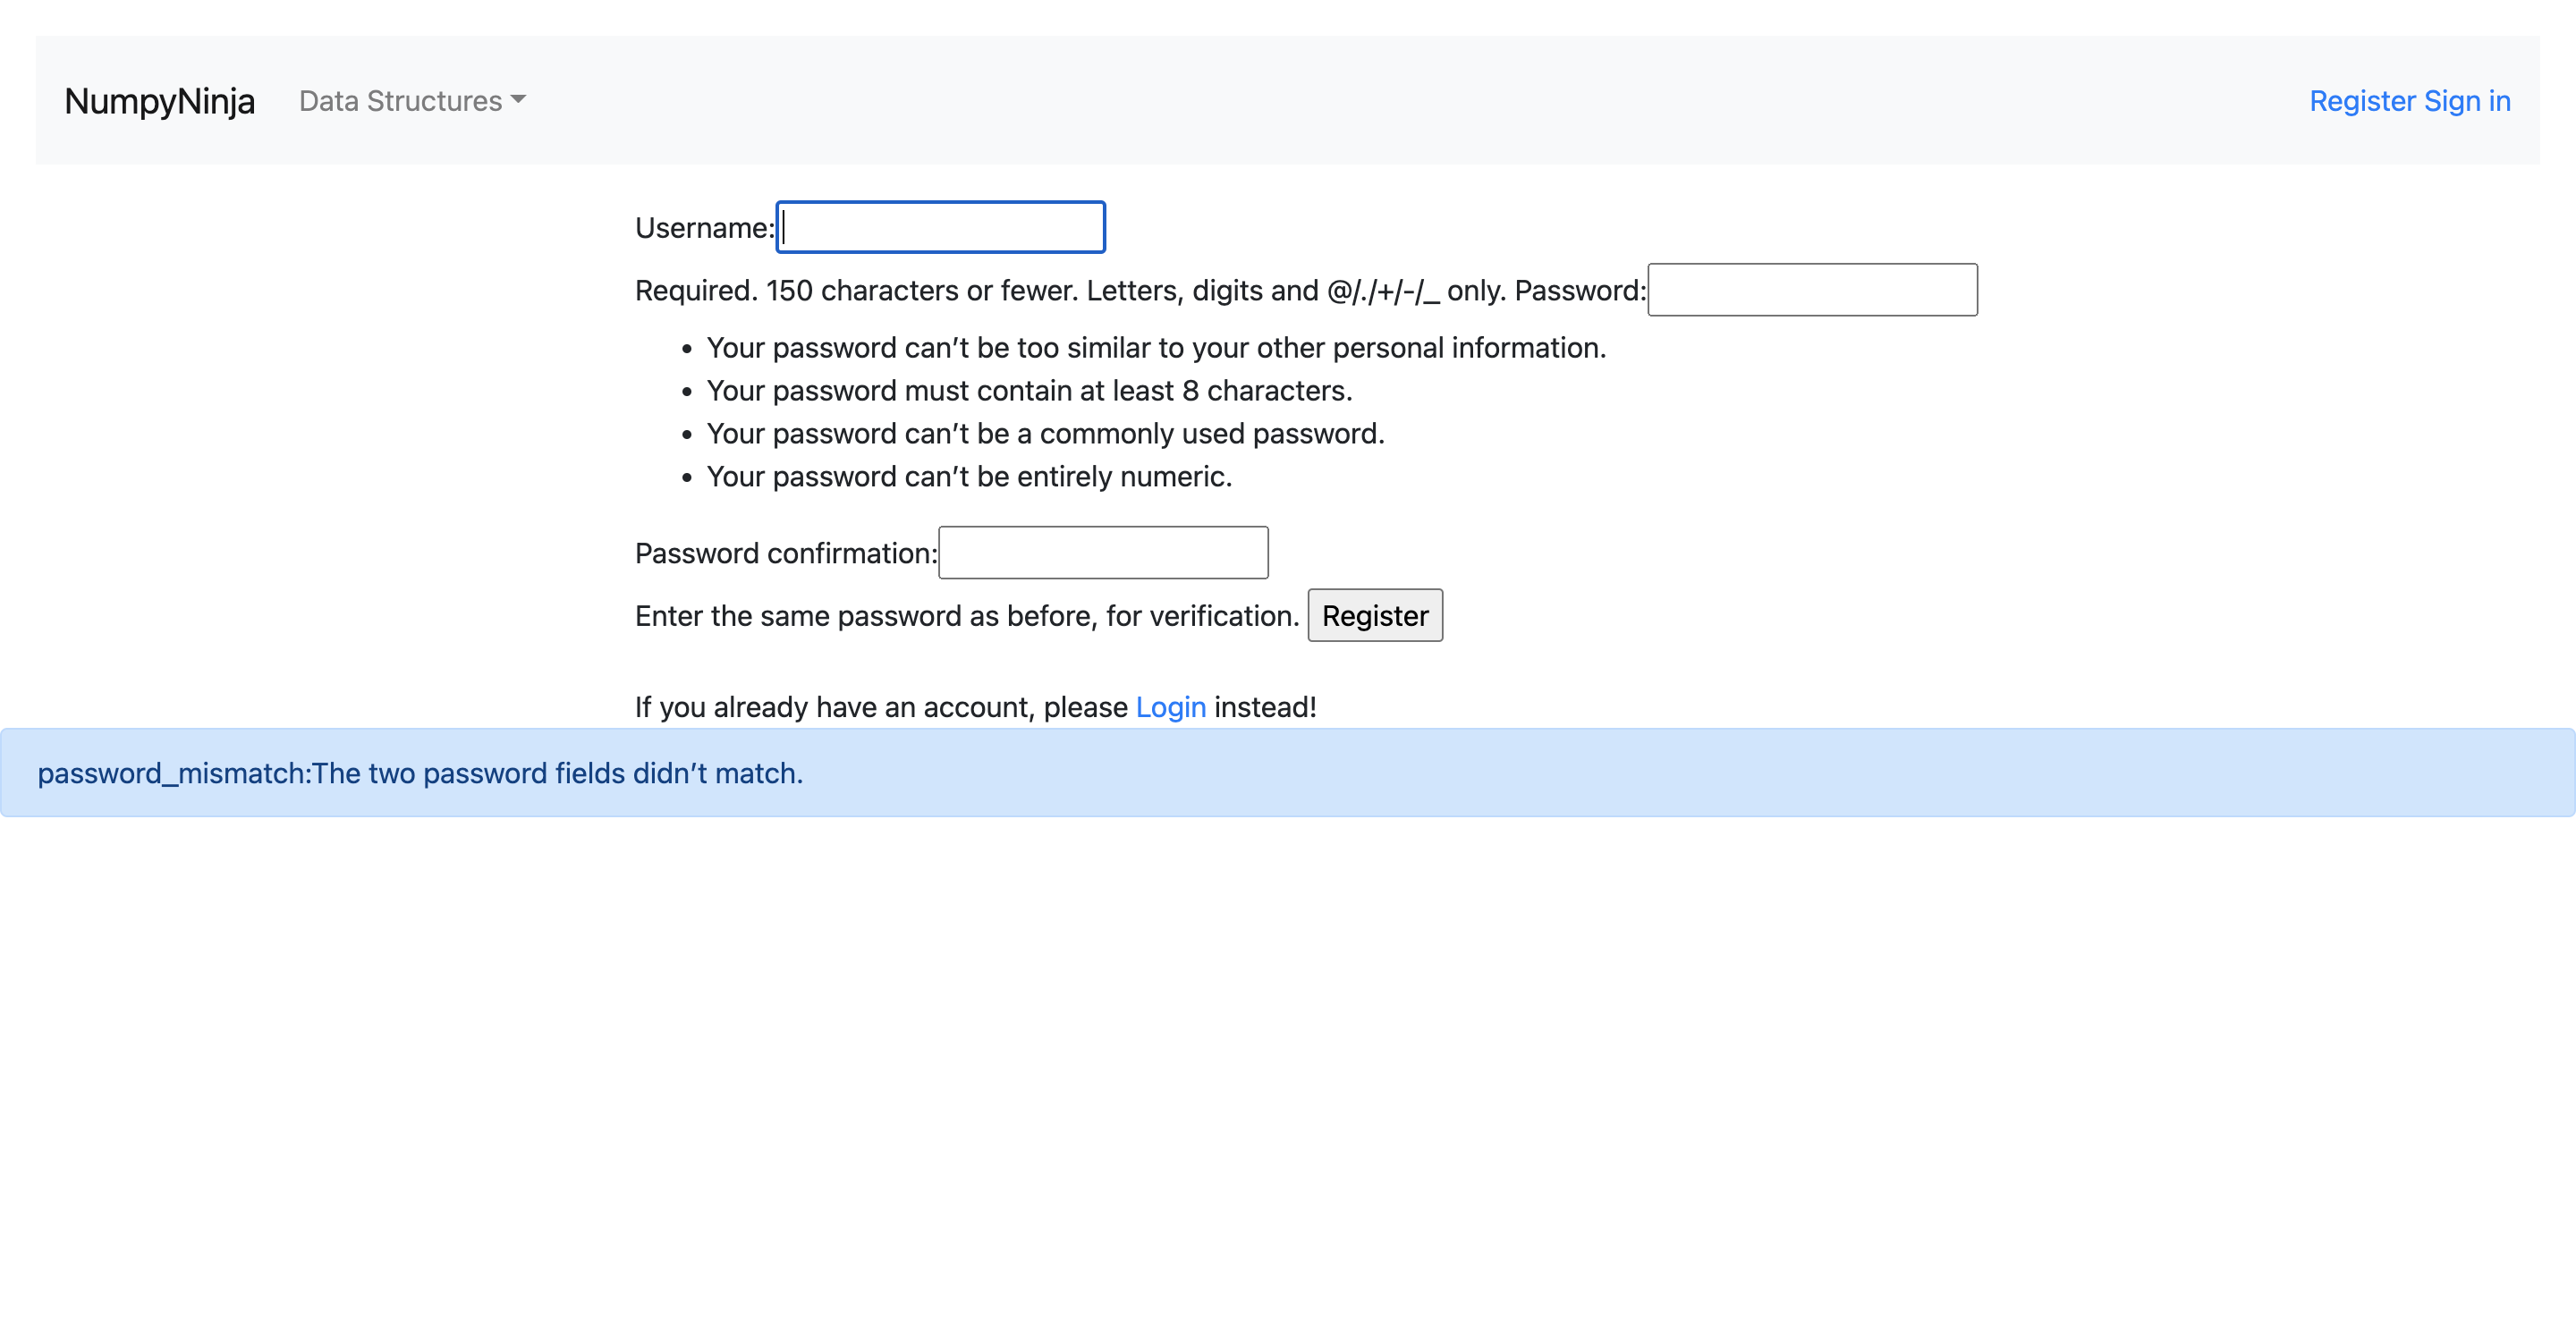 NumpyNinja Data Structures Register Sign in
Username:
Required. 150 characters or fewer. Letters, digits and @/./+/-/_ only. Password:
• Your password can’t be too similar to your other personal information.
• Your password must contain at least 8 characters.
• Your password can’t be a commonly used password.
• Your password can’t be entirely numeric.
Password confirmation:
Enter the same password as before, for verification. Register
If you already have an account, please Login instead!
password_mismatch:The two password fields didn’t match.